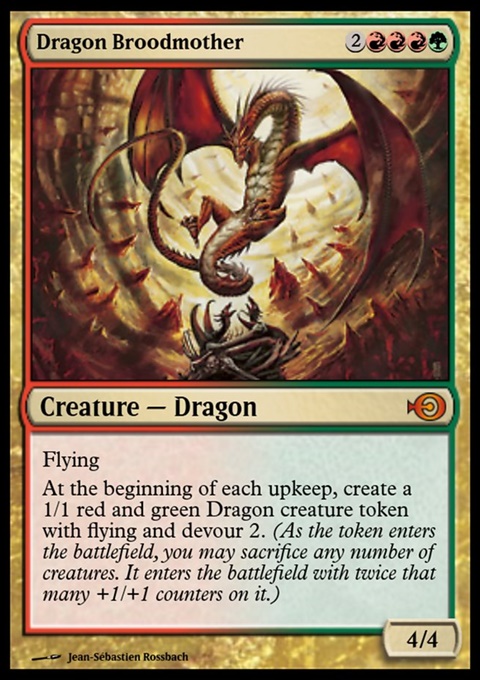 Dragon Broodmother 2
Creature — Dragon
Flying
At the beginning of each upkeep, create a
1/1 red and green Dragon creature token
with flying and devour 2. (As the token enters
the battlefield, you may sacrifice any number of
creatures. It enters the battlefield with twice that
many +1/+1 counters on it.)
4/4
Jean-Sébastien Rossbach